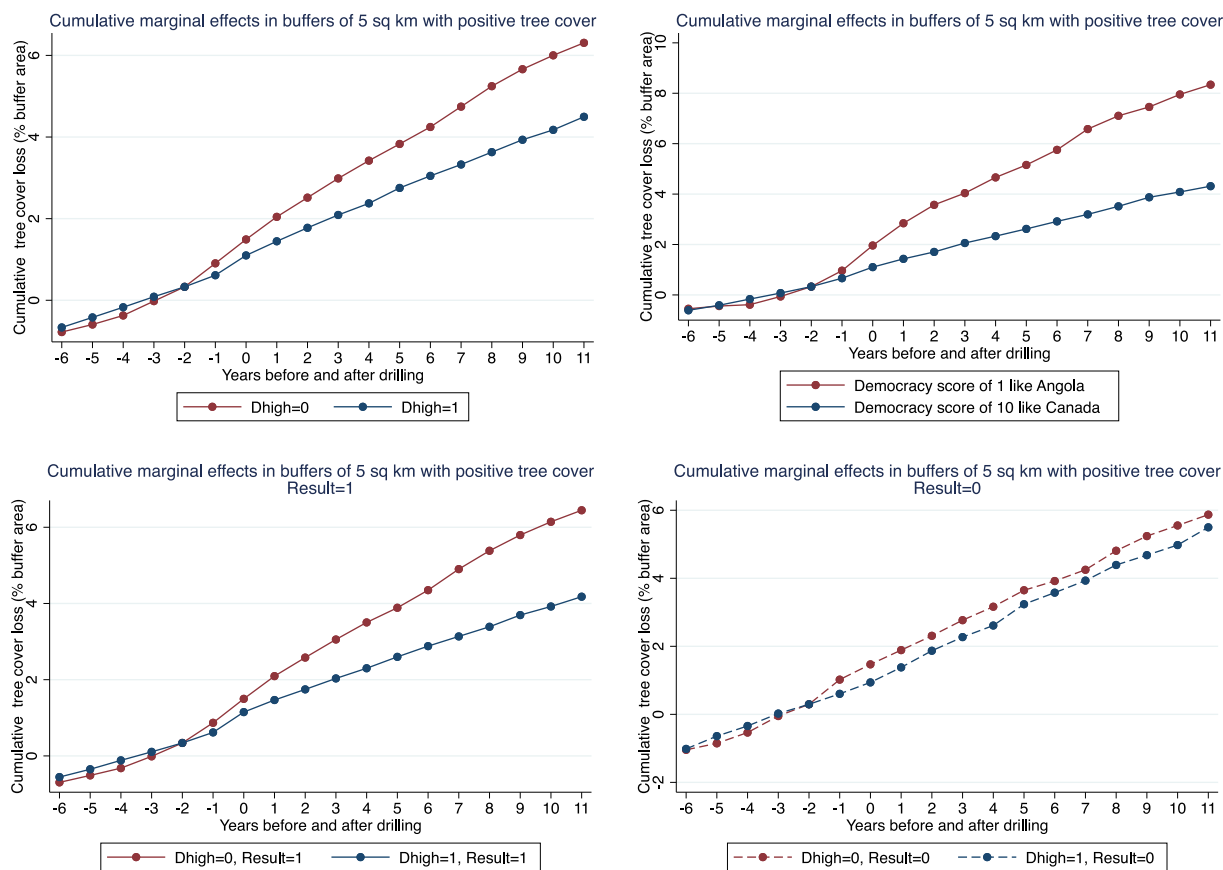 Cumulative marginal effects in buffers of 5 sq km with positive tree cover
Cumulative tree cover loss (% buffer area)
6
4
2
0
-6 -5 -4 -3 -2 -1 0 1 2 3 4 5 6 7 8 9 10 11
Years before and after drilling
Dhigh=0 Dhigh=1
Cumulative marginal effects in buffers of 5 sq km with positive tree cover
Cumulative tree cover loss (% buffer area)
10
8
6
4
2
0
-6 -5 -4 -3 -2 -1 0 1 2 3 4 5 6 7 8 9 10 11
Years before and after drilling
Democracy score of 1 like Angola
Democracy score of 10 like Canada
Cumulative marginal effects in buffers of 5 sq km with positive tree cover
Result=1
Cumulative tree cover loss (% buffer area)
6
4
2
0
-6 -5 -4 -3 -2 -1 0 1 2 3 4 5 6 7 8 9 10 11
Years before and after drilling
Dhigh=0, Result=1 Dhigh=1, Result=1
Cumulative marginal effects in buffers of 5 sq km with positive tree cover
Result=0
Cumulative tree cover loss (% buffer area)
6
4
2
0
-2
-6 -5 -4 -3 -2 -1 0 1 2 3 4 5 6 7 8 9 10 11
Years before and after drilling
Dhigh=0, Result=0 Dhigh=1, Result=0